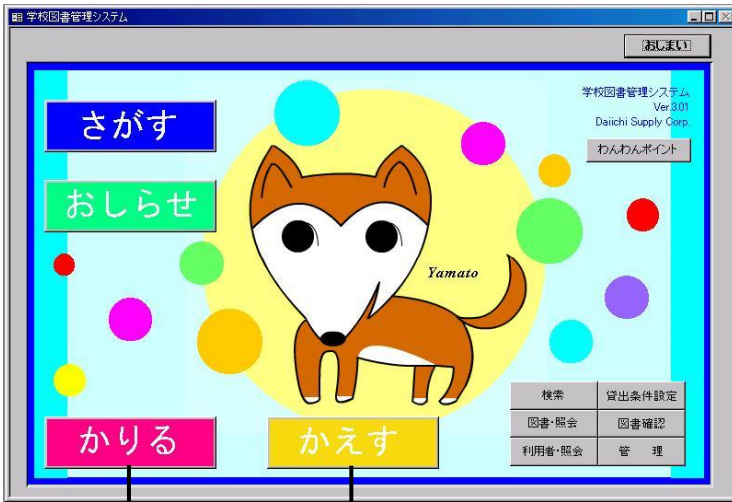 学校図書管理システム
おしまい
さがす
学校図書管理システム
Ver.3.01
Daiichi Supply Corp.
わんわんポイント
おしらせ
Yamato
検索
貸出条件設定
図書・照会
図書確認
利用者・照会
管　理
かりる
かえす